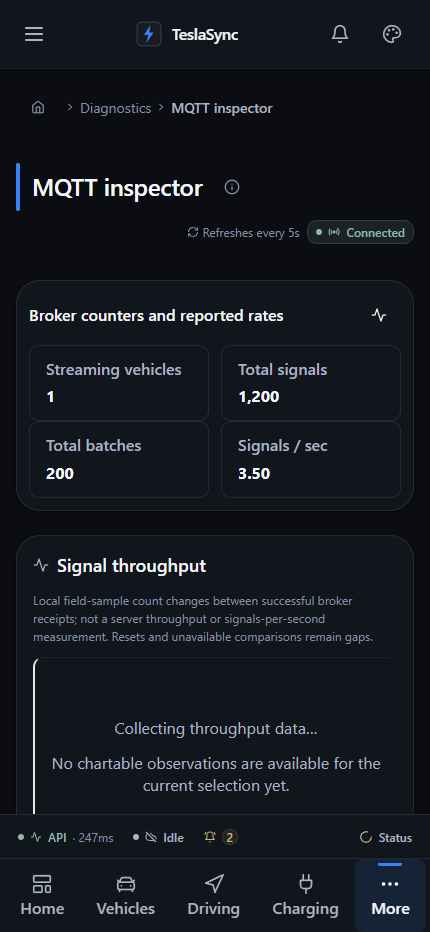 TeslaSync
Diagnostics
MQTT inspector
MQTT inspector
Refreshes every 5s
Connected
Broker counters and reported rates
Streaming vehicles
1
Total signals
1,200
Total batches
200
Signals / sec
3.50
Signal throughput
Local field-sample count changes between successful broker
receipts; not a server throughput or signals-per-second
measurement. Resets and unavailable comparisons remain gaps.
Collecting throughput data...
No chartable observations are available for the
current selection yet.
API · 247ms
Idle
2
Status
Home
Vehicles
Driving
Charging
More